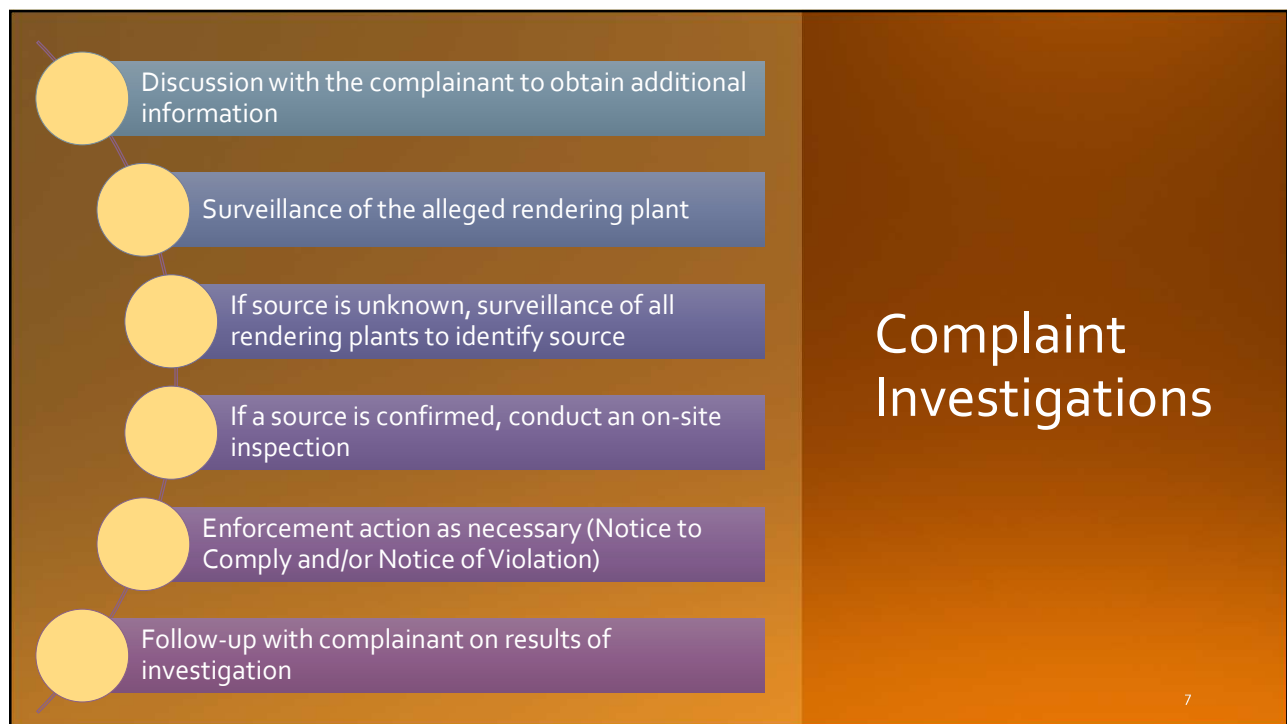 Discussion with the complainant to obtain additional
information
Surveillance of the alleged rendering plant
If source is unknown, surveillance of all
rendering plants to identify source
If a source is confirmed, conduct an on-site
inspection
Enforcement action as necessary (Notice to
Comply and/or Notice of Violation)
Follow-up with complainant on results of
investigation
Complaint
Investigations
7